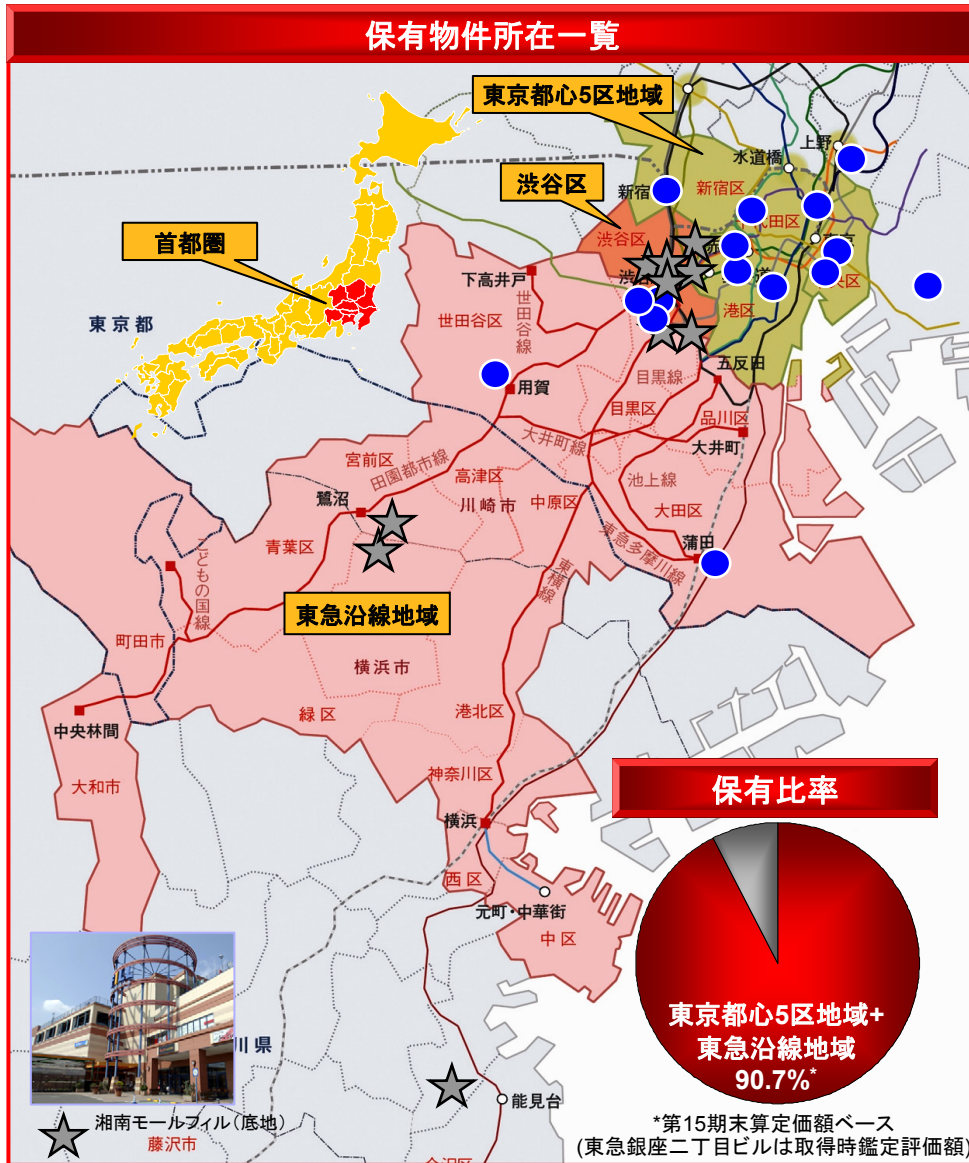 保有物件所在一覧
東京都心5区地域
上野
水道橋
渋谷区
新宿
新宿区
首都圏
渋谷区
代田区
下高井戸
渋谷
東京都
世田谷区
世田谷線
港区
央区
用賀
五反田
目黒線
目黒区
品川区
大井町線
大井町
宮前区
田園都市線
高津区
池上線
鷺沼
川崎市
中原区
大田区
青葉区
東急多摩川線
蒲田
こどもの国線
東横線
東急沿線地域
町田市
横浜市
緑区
港北区
中央林間
神奈川区
大和市
保有比率
横浜
西区
元町・中華街
中区
東京都心5区地域+
東急沿線地域
90.7%*
川県
能見台
湘南モールフィル(底地)
藤沢市
*第15期末算定価額ベース
(東急銀座二丁目ビルは取得時鑑定評価額)